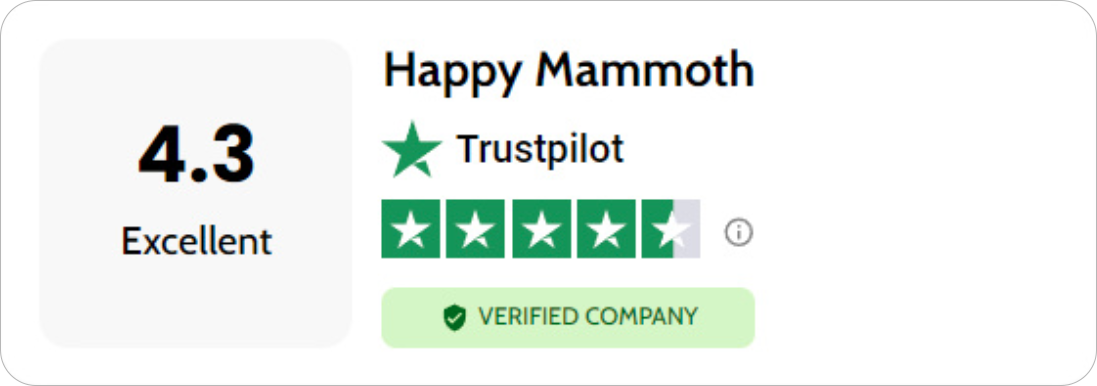 4.3
Excellent
Happy Mammoth
Trustpilot
VERIFIED COMPANY